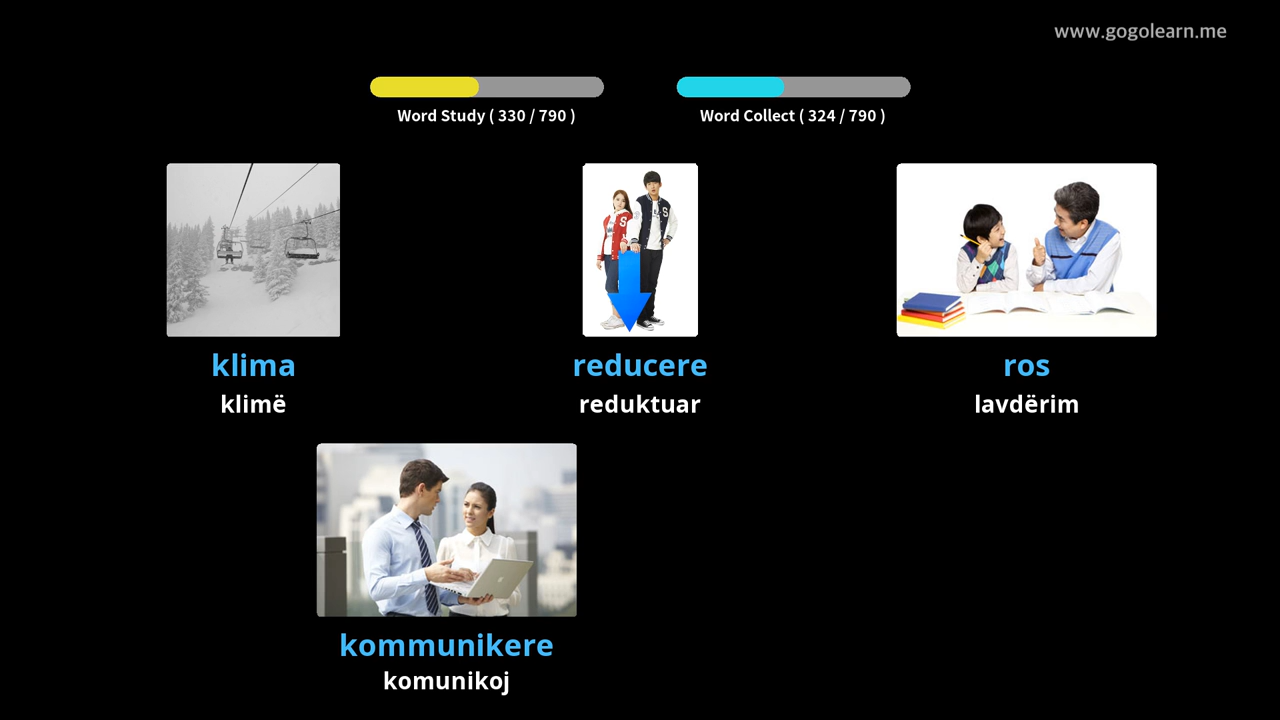 www.gogolearn.me
Word Study ( 330 / 790 )
Word Collect ( 324 / 790 )
klima
klimë
reducere
reduktuar
ros
lavdërim
kommunikere
komunikoj